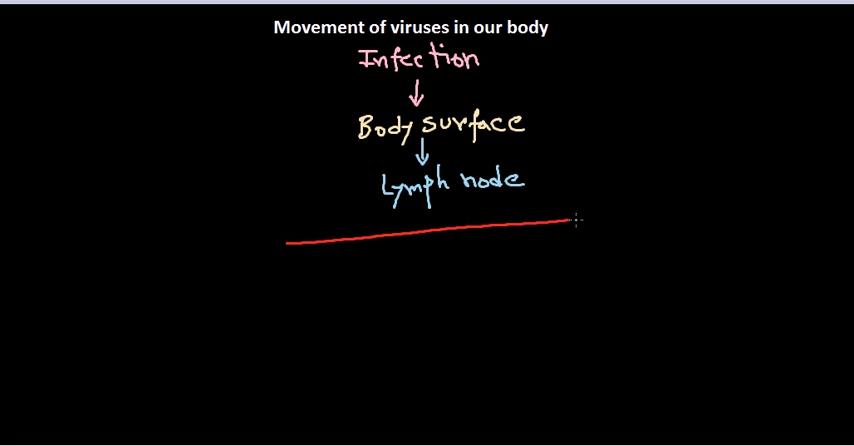 Movement of viruses in our body
Infection
Body surface
Lymph node